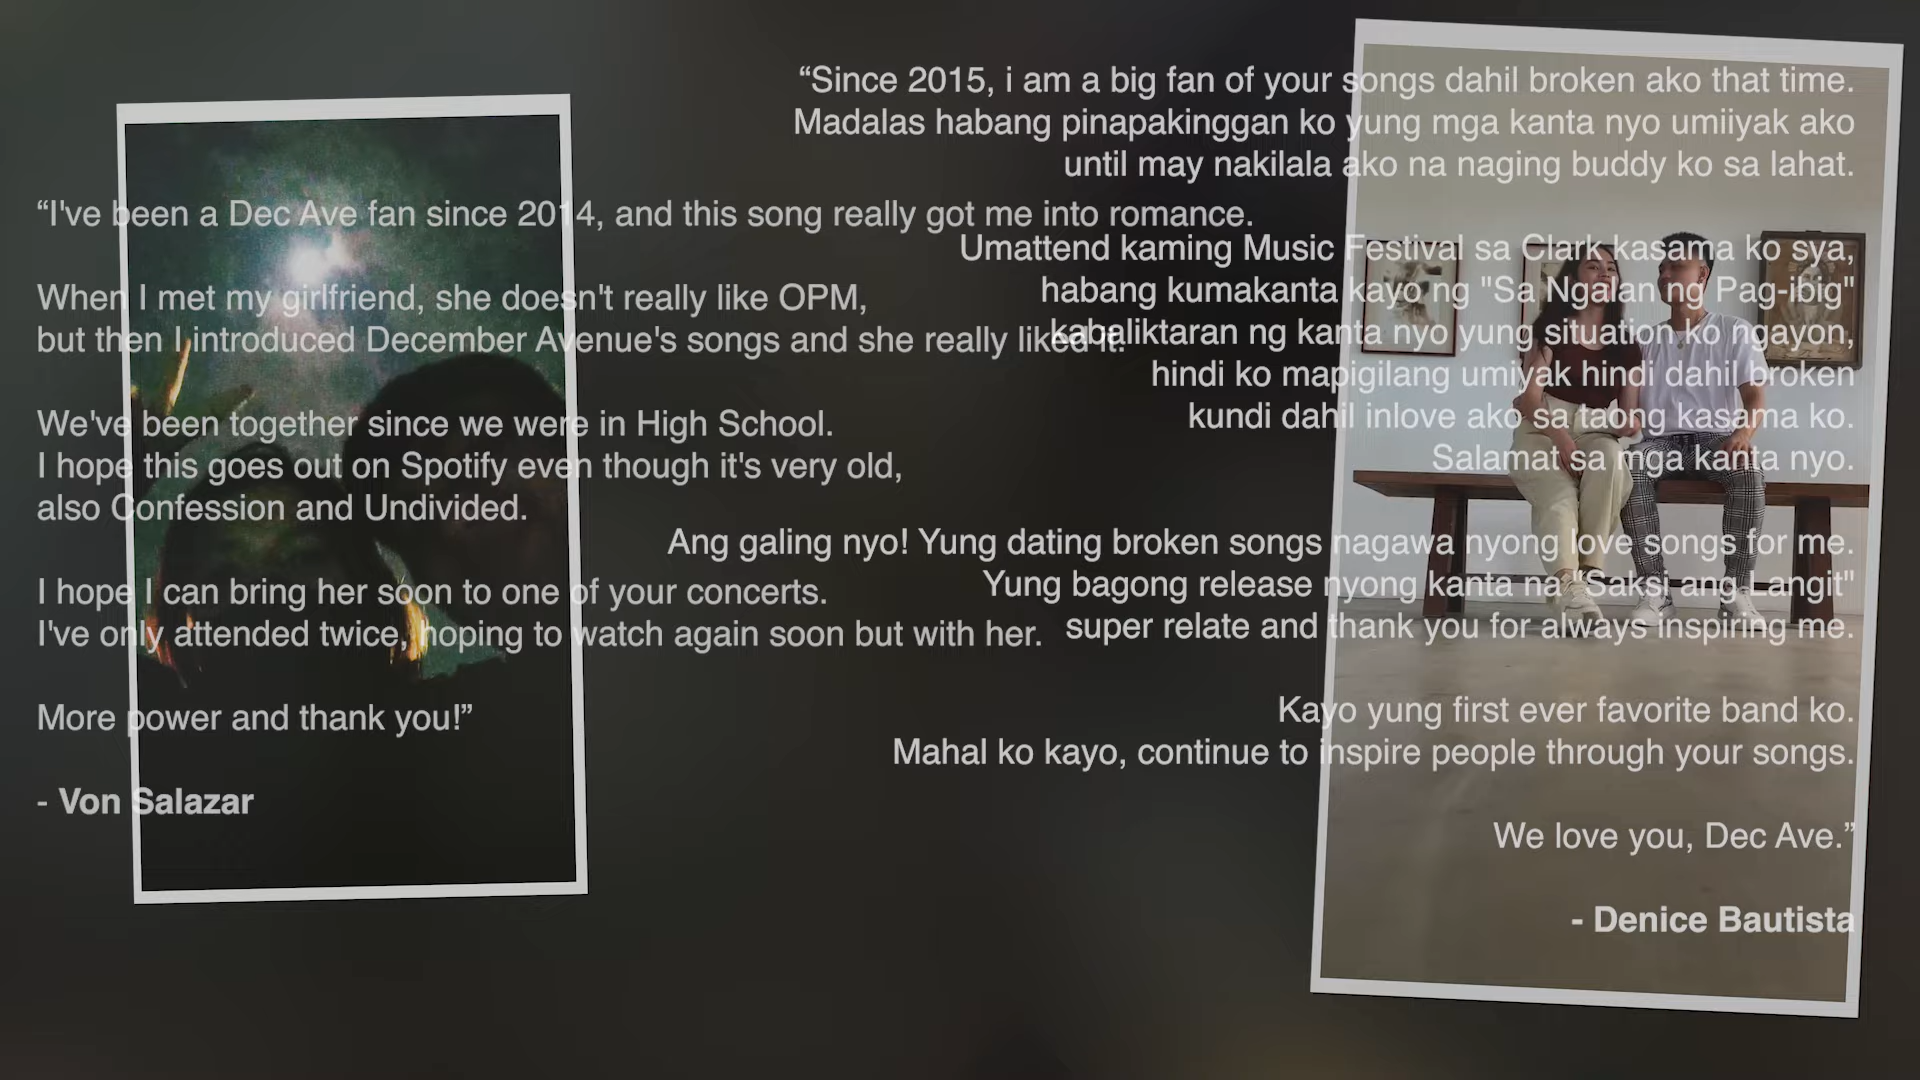 “I've been a Dec Ave fan since 2014, and this song really got me into romance.
When I met my girlfriend, she doesn't really like OPM,
but then I introduced December Avenue's songs and she really liked it.
We've been together since we were in High School.
I hope this goes out on Spotify even though it's very old,
also Confession and Undivided.
I hope I can bring her soon to one of your concerts.
I've only attended twice, hoping to watch again soon but with her.
More power and thank you!”
- Von Salazar
“Since 2015, i am a big fan of your songs dahil broken ako that time.
Madalas habang pinapakinggan ko yung mga kanta nyo umiiyak ako
until may nakilala ako na naging buddy ko sa lahat.
Umattend kaming Music Festival sa Clark kasama ko sya,
habang kumakanta kayo ng "Sa Ngalan ng Pag-ibig"
kabaliktaran ng kanta nyo yung situation ko ngayon,
hindi ko mapigilang umiyak hindi dahil broken
kundi dahil inlove ako sa taong kasama ko.
Salamat sa mga kanta nyo.
Ang galing nyo! Yung dating broken songs nagawa nyong love songs for me.
Yung bagong release nyong kanta na "Saksi ang Langit"
super relate and thank you for always inspiring me.
Kayo yung first ever favorite band ko.
Mahal ko kayo, continue to inspire people through your songs.
We love you, Dec Ave.”
- Denice Bautista